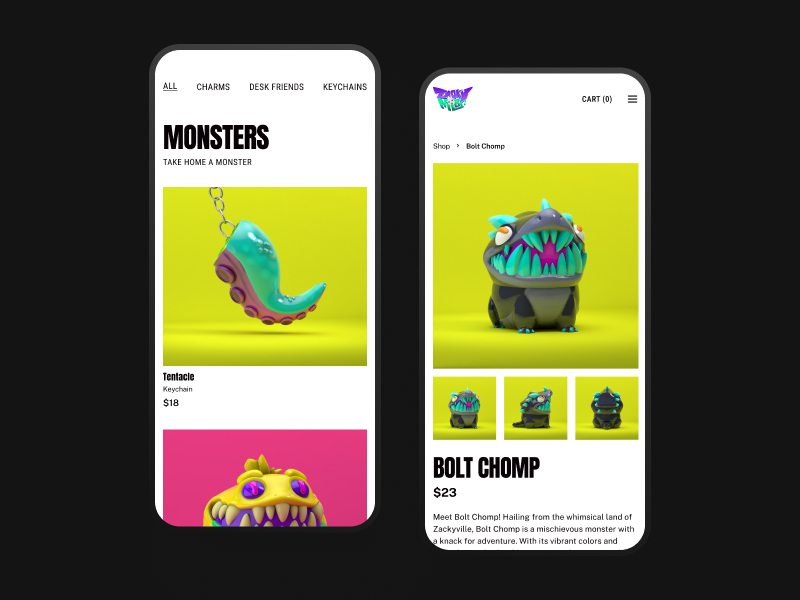 ALL
CHARMS
DESK FRIENDS
KEYCHAINS
MONSTERS
TAKE HOME A MONSTER
Tentacle
Keychain
$18
CART (0)
Shop > Bolt Chomp
BOLT CHOMP
$23
Meet Bolt Chomp! Hailing from the whimsical land of
Zackyville, Bolt Chomp is a mischievous monster with
a knack for adventure. With its vibrant colors and